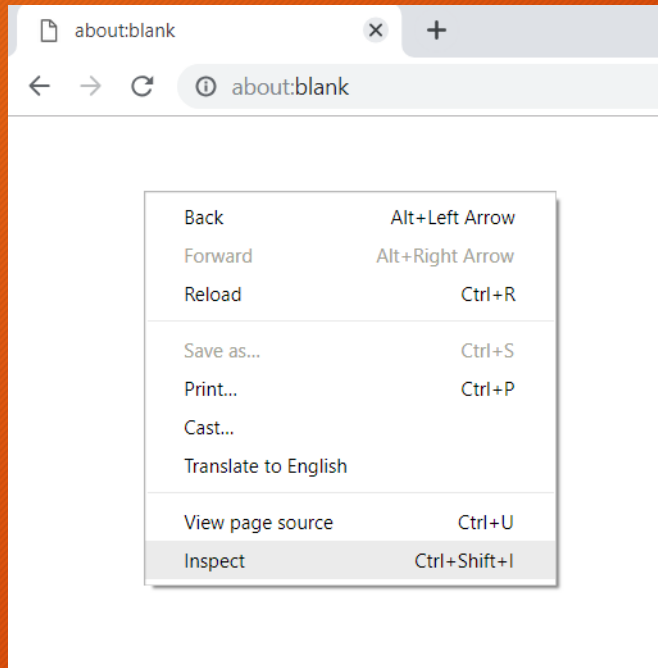 about:blank
about:blank
Back Alt+Left Arrow
Forward Alt+Right Arrow
Reload Ctrl+R
Save as... Ctrl+S
Print... Ctrl+P
Cast...
Translate to English
View page source Ctrl+U
Inspect Ctrl+Shift+I